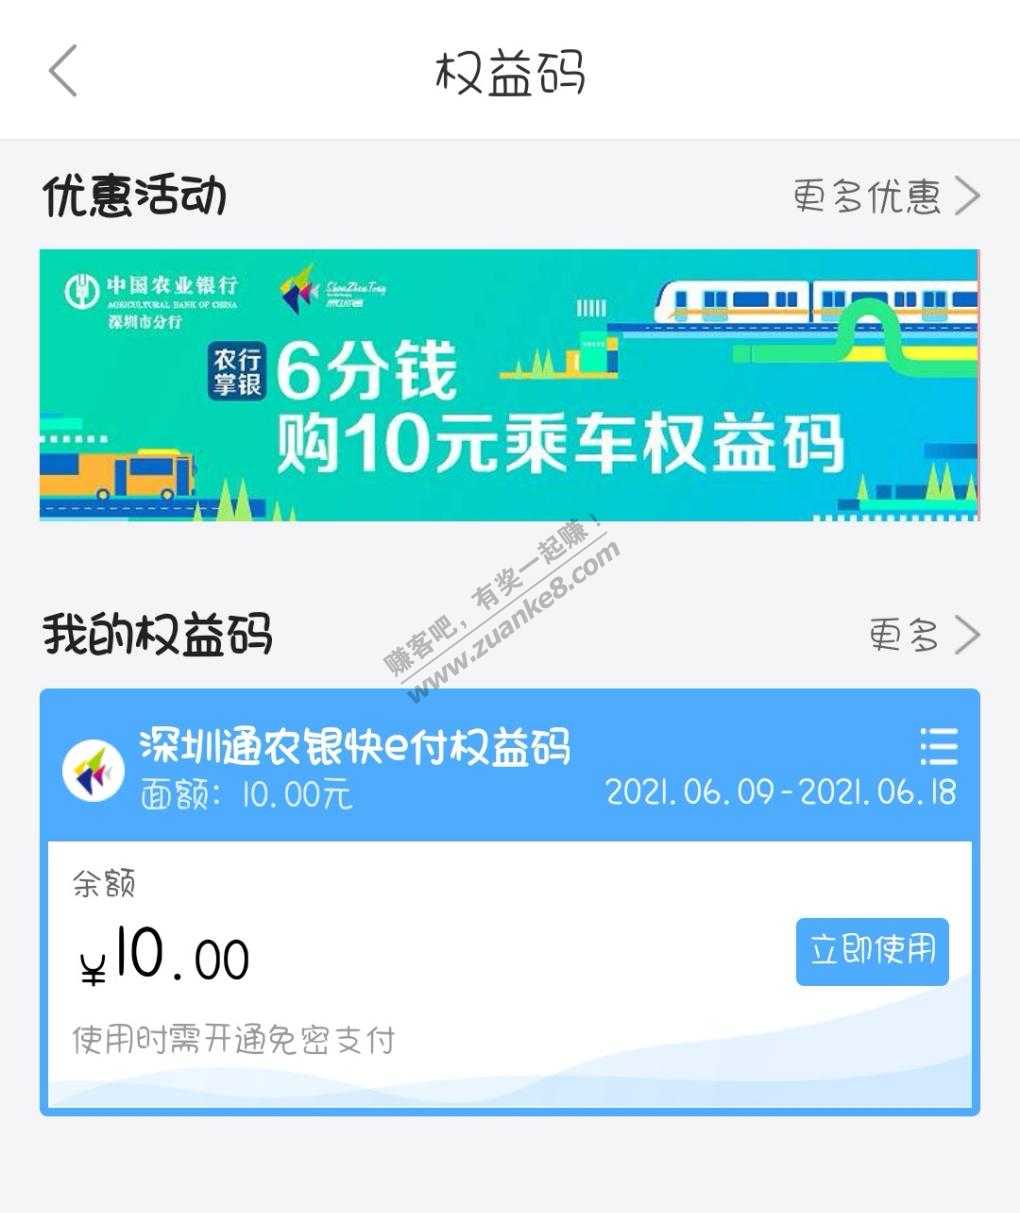 权益码
优惠活动
更多优惠
中国农业银行
AGRICULTURAL BANK OF CHINA
深圳市分行
ShenZhenTong
农行
掌银
6分钱
购10元乘车权益码
赚客吧，有奖一起赚！
www.zuanke8.com
我的权益码
更多
深圳通农银快e付权益码
面额：10.00元
2021.06.09-2021.06.18
余额
¥10.00
立即使用
使用时需开通免密支付